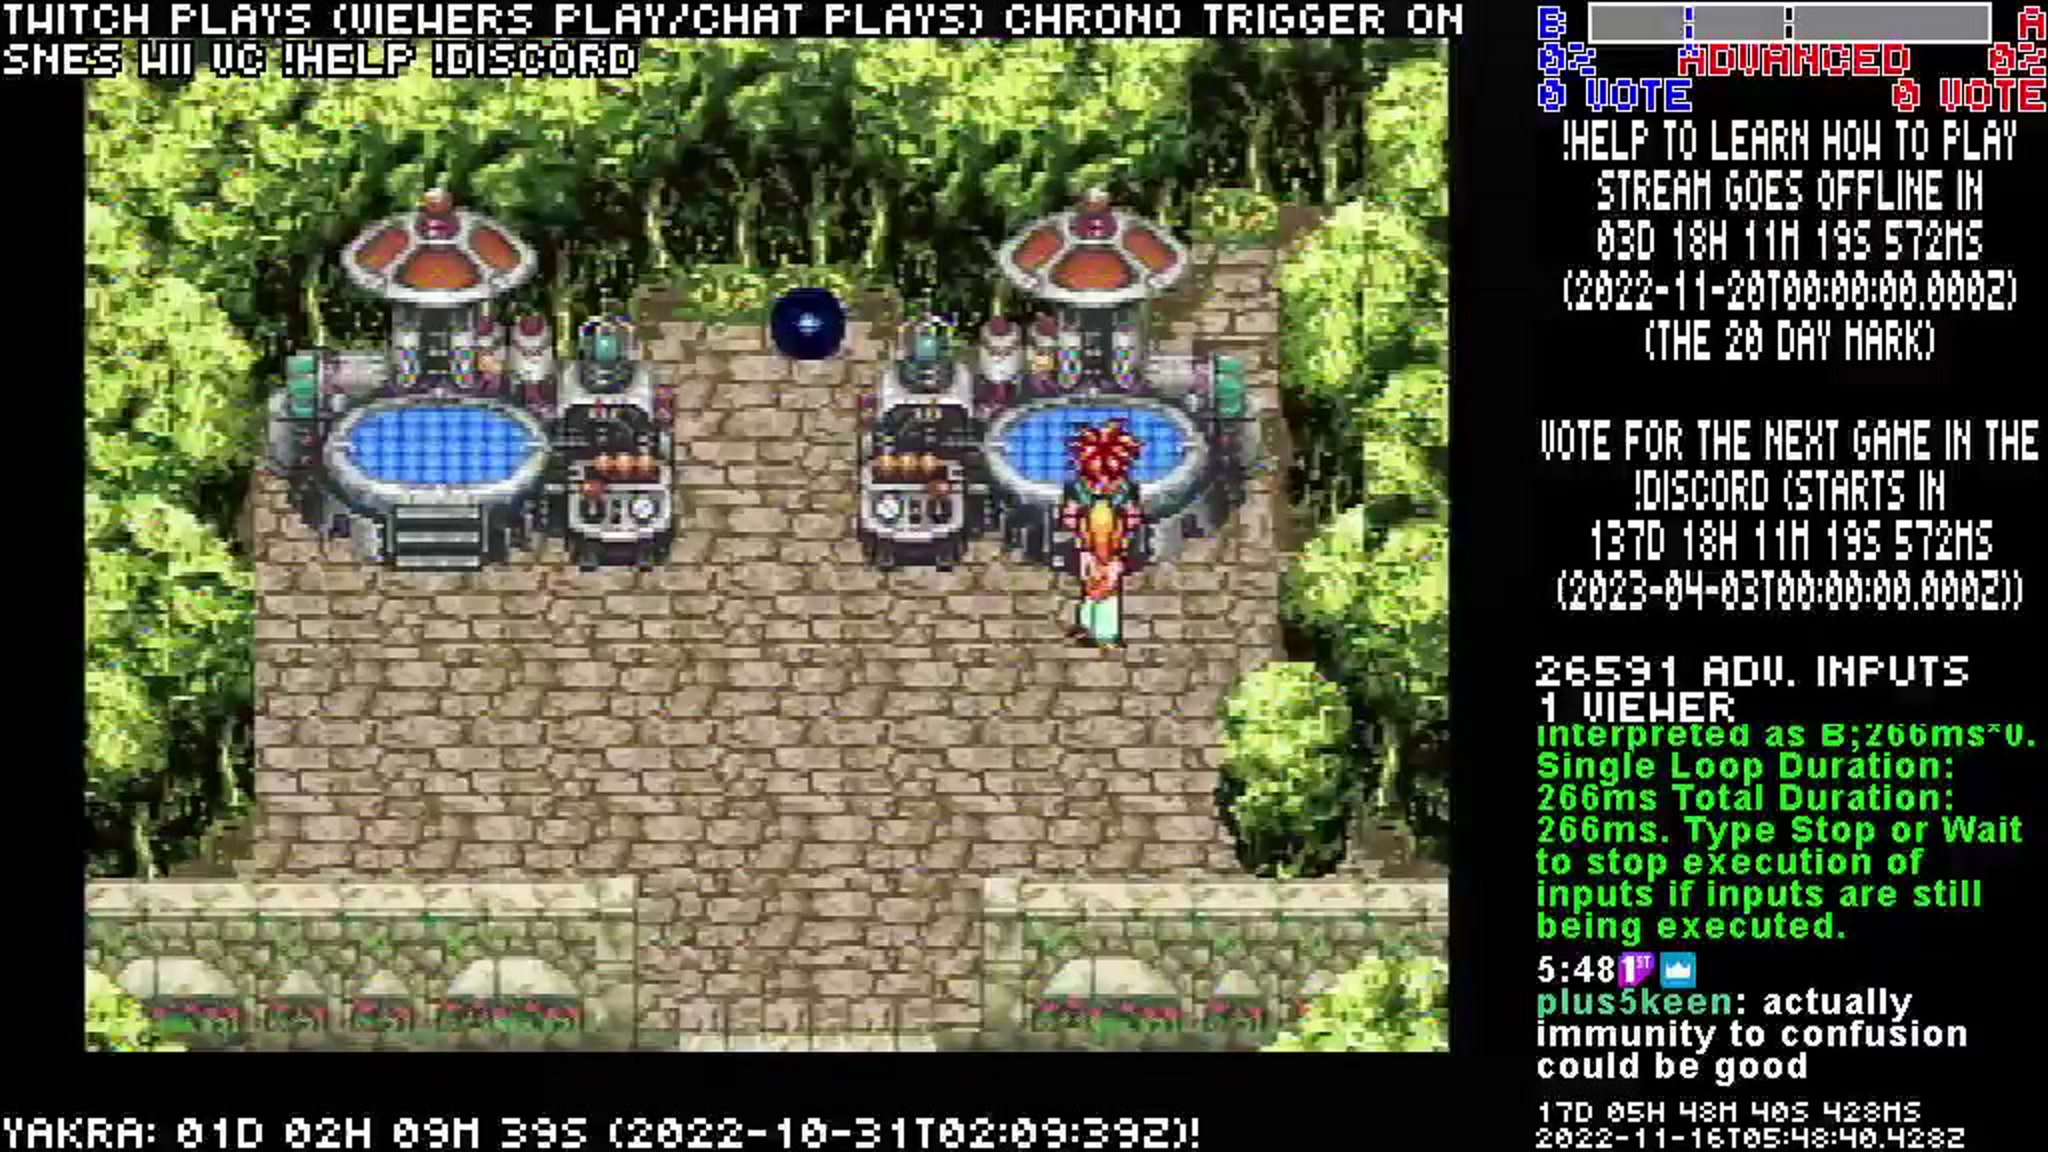 TWITCH PLAYS (VIEWERS PLAY/CHAT PLAYS) CHRONO TRIGGER ON
SNES WII VC !HELP !DISCORD
B A
0% ADVANCED 0%
0 VOTE 0 VOTE
!HELP TO LEARN HOW TO PLAY
STREAM GOES OFFLINE IN
03D 18H 11M 19S 572MS
(2022-11-20T00:00:00.000Z)
(THE 20 DAY MARK)
VOTE FOR THE NEXT GAME IN THE
!DISCORD (STARTS IN
137D 18H 11M 19S 572MS
(2023-04-03T00:00:00.000Z))
26591 ADV. INPUTS
1 VIEWER
interpreted as B;266ms*0.
Single Loop Duration:
266ms Total Duration:
266ms. Type Stop or Wait
to stop execution of
inputs if inputs are still
being executed.
5:48 1ST
plus5keen: actually
immunity to confusion
could be good
17D 05H 48M 40S 428MS
2022-11-16T05:48:40.428Z
YAKRA: 01D 02H 09M 39S (2022-10-31T02:09:39Z)!